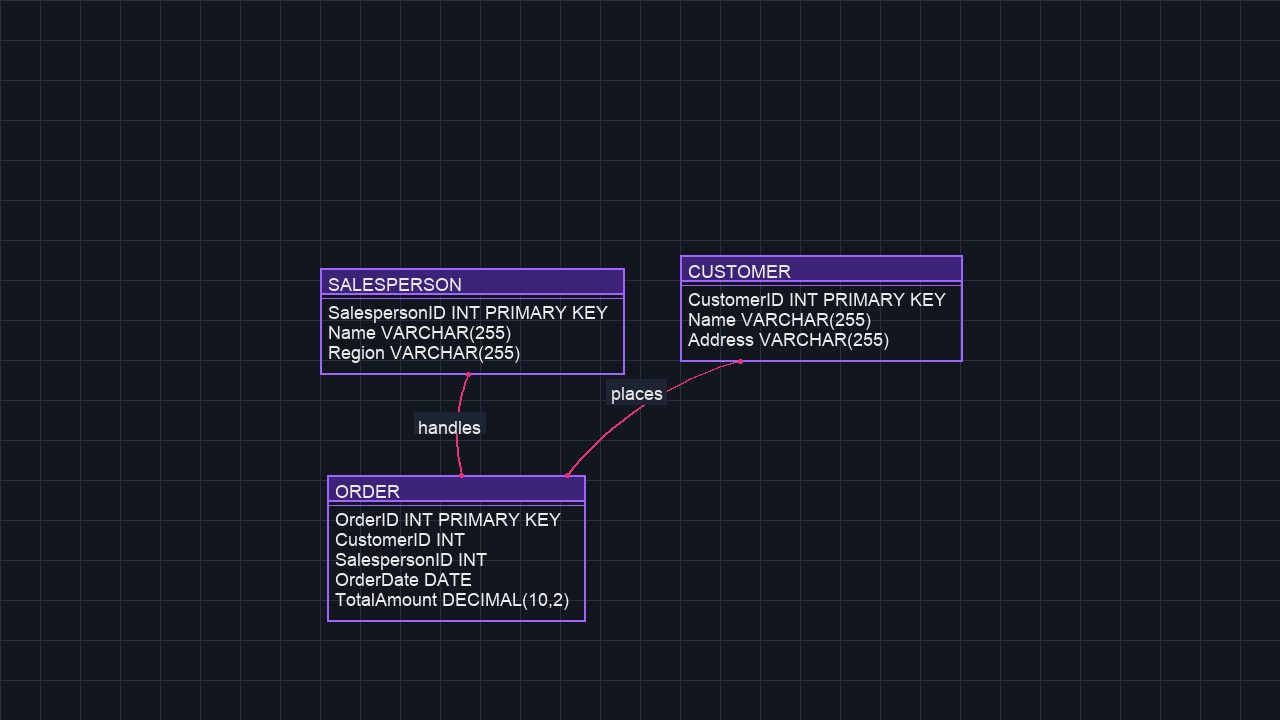 SALESPERSON
SalespersonID INT PRIMARY KEY
Name VARCHAR(255)
Region VARCHAR(255)
CUSTOMER
CustomerID INT PRIMARY KEY
Name VARCHAR(255)
Address VARCHAR(255)
handles
places
ORDER
OrderID INT PRIMARY KEY
CustomerID INT
SalespersonID INT
OrderDate DATE
TotalAmount DECIMAL(10,2)